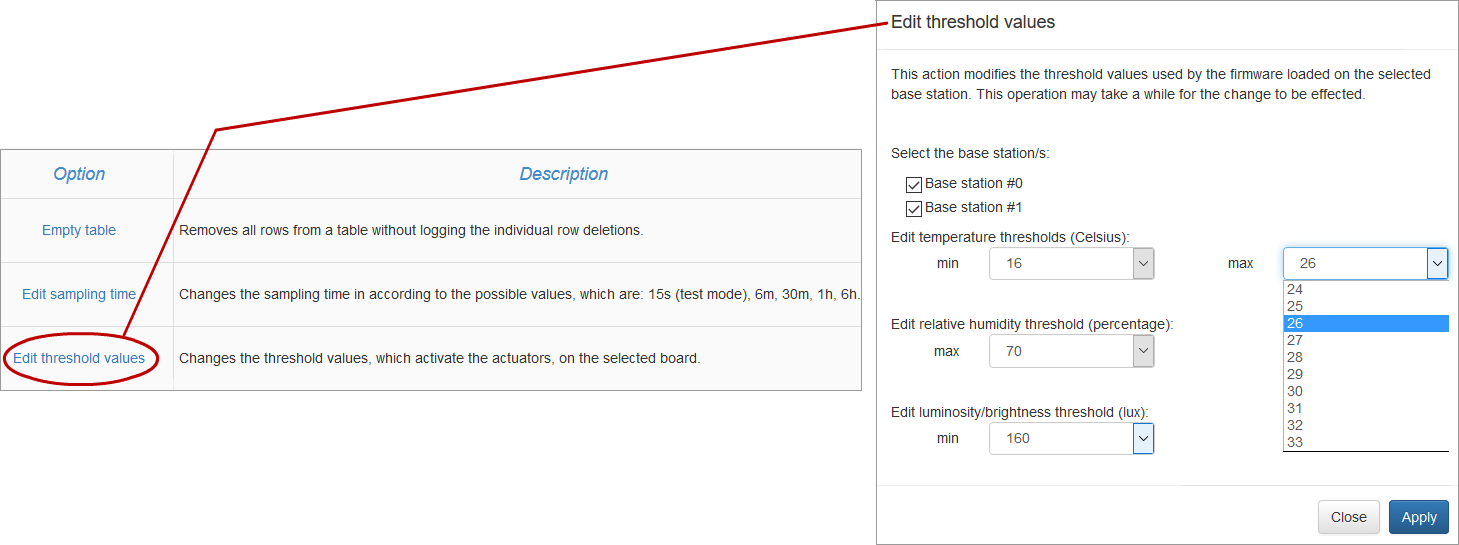 Option Description
Empty table Removes all rows from a table without logging the individual row deletions.
Edit sampling time Changes the sampling time in according to the possible values, which are: 15s (test mode), 6m, 30m, 1h, 6h.
Edit threshold values Changes the threshold values, which activate the actuators, on the selected board.
Edit threshold values
This action modifies the threshold values used by the firmware loaded on the selected
base station. This operation may take a while for the change to be effected.
Select the base station/s:
Base station #0
Base station #1
Edit temperature thresholds (Celsius):
min 16 max 26
24
25
26
27
28
29
30
31
32
33
Edit relative humidity threshold (percentage):
max 70
Edit luminosity/brightness threshold (lux):
min 160
Close Apply